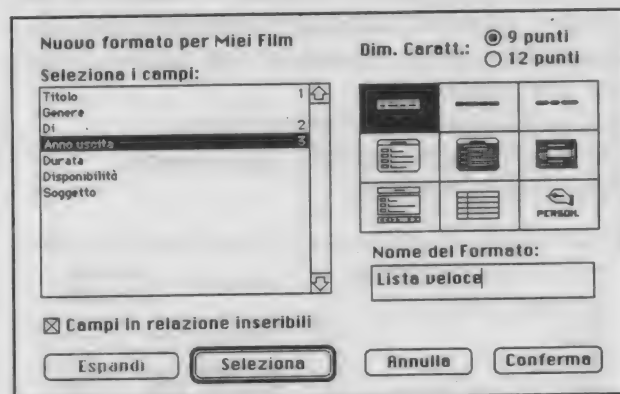 Nuovo formato per Miei Film
Dim. Caratt.:
9 punti
12 punti
Seleziona i campi:
Titolo 1
Genere
Di 2
Anno uscita 3
Durata
Disponibilità
Soggetto
PERSON.
Nome del Formato:
Lista veloce
Campi in relazione inseribili
Espandi
Seleziona
Annulla
Conferma